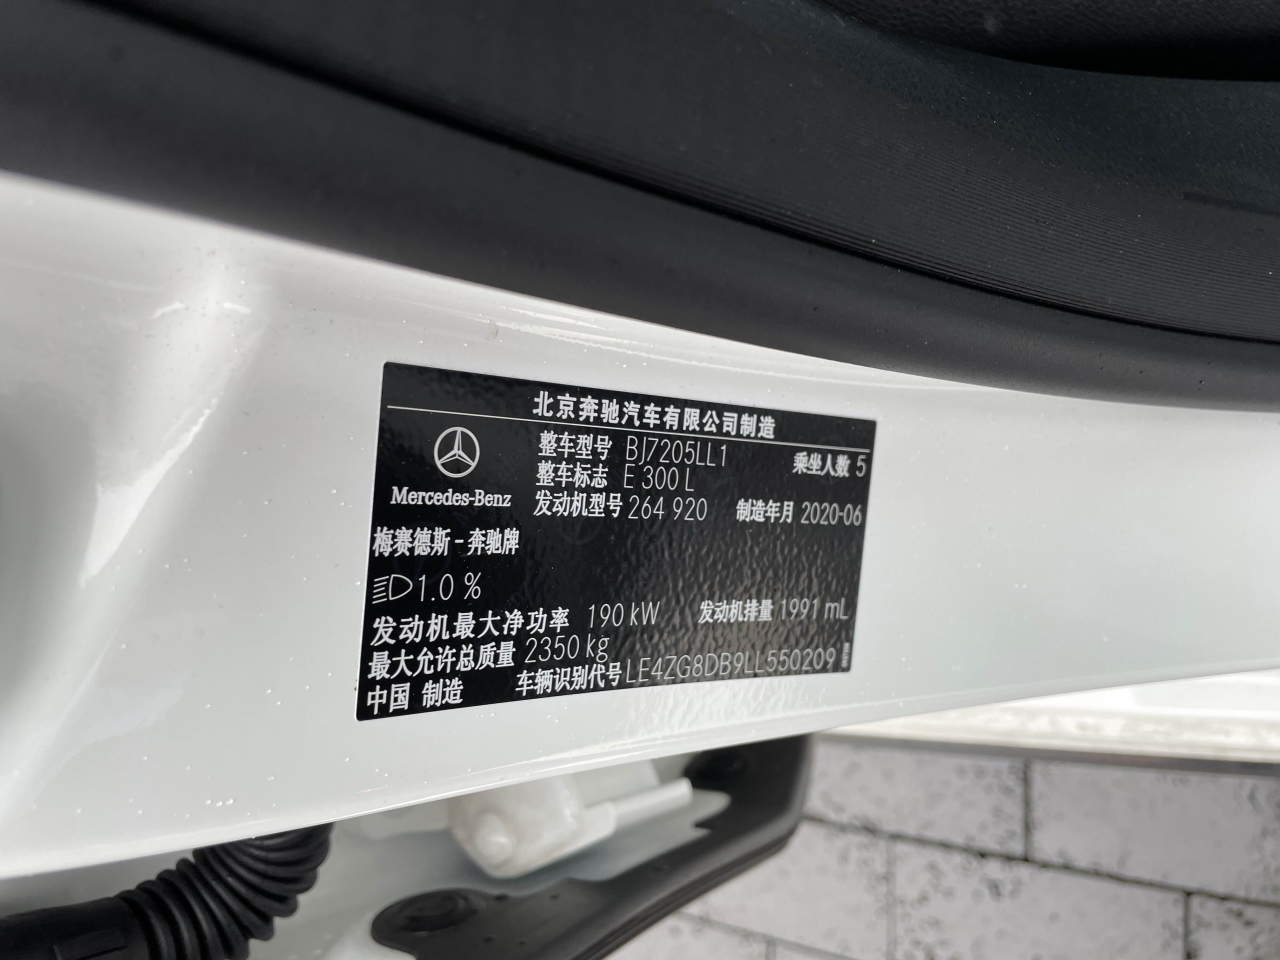 北京奔驰汽车有限公司制造
整车型号 BJ7205LL1 乘坐人数 5
整车标志 E 300 L
发动机型号 264 920 制造年月 2020-06
Mercedes-Benz
梅赛德斯-奔驰牌
1.0 %
发动机最大净功率 190 kW 发动机排量 1991 mL
最大允许总质量 2350 kg
中国 制造 车辆识别代号 LE4ZG8DB9LL550209